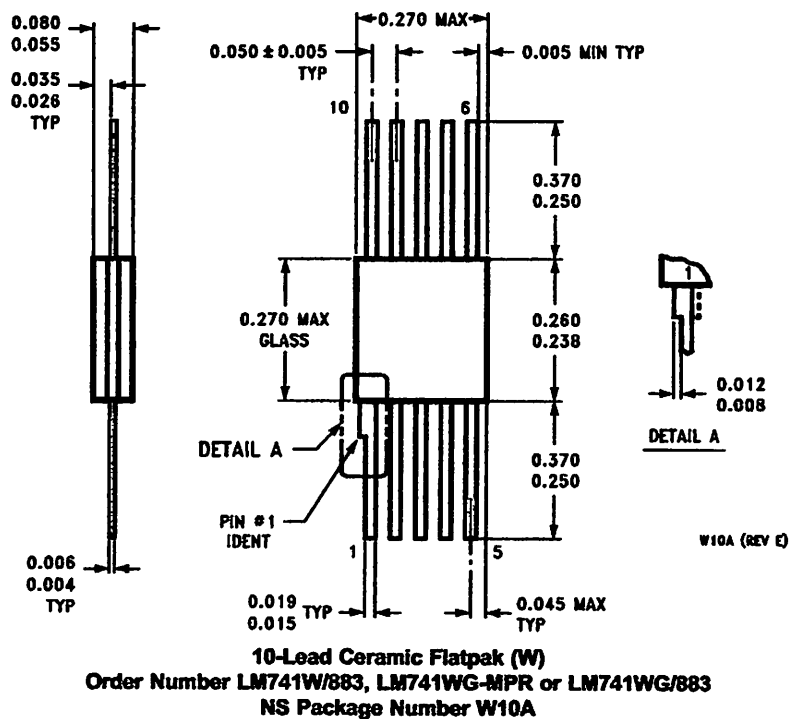 0.080
0.055
0.035
0.026
TYP
0.270 MAX
0.050 ± 0.005
TYP
0.005 MIN TYP
10
6
0.370
0.250
0.270 MAX
GLASS
0.260
0.238
1
0.012
0.008
DETAIL A
DETAIL A
0.370
0.250
PIN #1
IDENT
1
5
W10A (REV E)
0.006
0.004
TYP
0.019
0.015
TYP
0.045 MAX
TYP
10-Lead Ceramic Flatpak (W)
Order Number LM741W/883, LM741WG-MPR or LM741WG/883
NS Package Number W10A